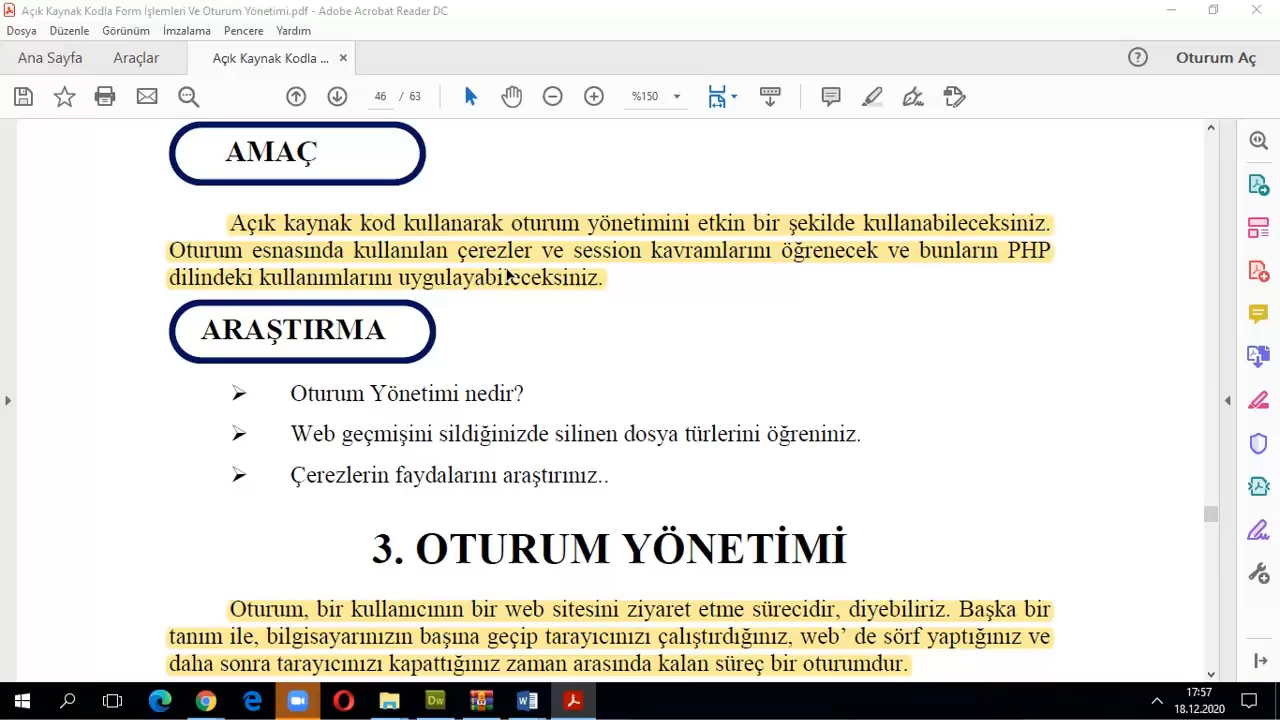 Açık Kaynak Kodla Form İşlemleri Ve Oturum Yönetimi.pdf - Adobe Acrobat Reader DC
Dosya Düzenle Görünüm İmzalama Pencere Yardım
Ana Sayfa Araçlar Açık Kaynak Kodla ... × ? Oturum Aç
46 / 63 %150
AMAÇ
Açık kaynak kod kullanarak oturum yönetimini etkin bir şekilde kullanabileceksiniz.
Oturum esnasında kullanılan çerezler ve session kavramlarını öğrenecek ve bunların PHP
dilindeki kullanımlarını uygulayabileceksiniz.
ARAŞTIRMA
Oturum Yönetimi nedir?
Web geçmişini sildiğinizde silinen dosya türlerini öğreniniz.
Çerezlerin faydalarını araştırınız..
3. OTURUM YÖNETİMİ
Oturum, bir kullanıcının bir web sitesini ziyaret etme sürecidir, diyebiliriz. Başka bir
tanım ile, bilgisayarınızın başına geçip tarayıcınızı çalıştırdığınız, web’ de sörf yaptığınız ve
daha sonra tarayıcınızı kapattığınız zaman arasında kalan süreç bir oturumdur.
Dw W
17:57
18.12.2020